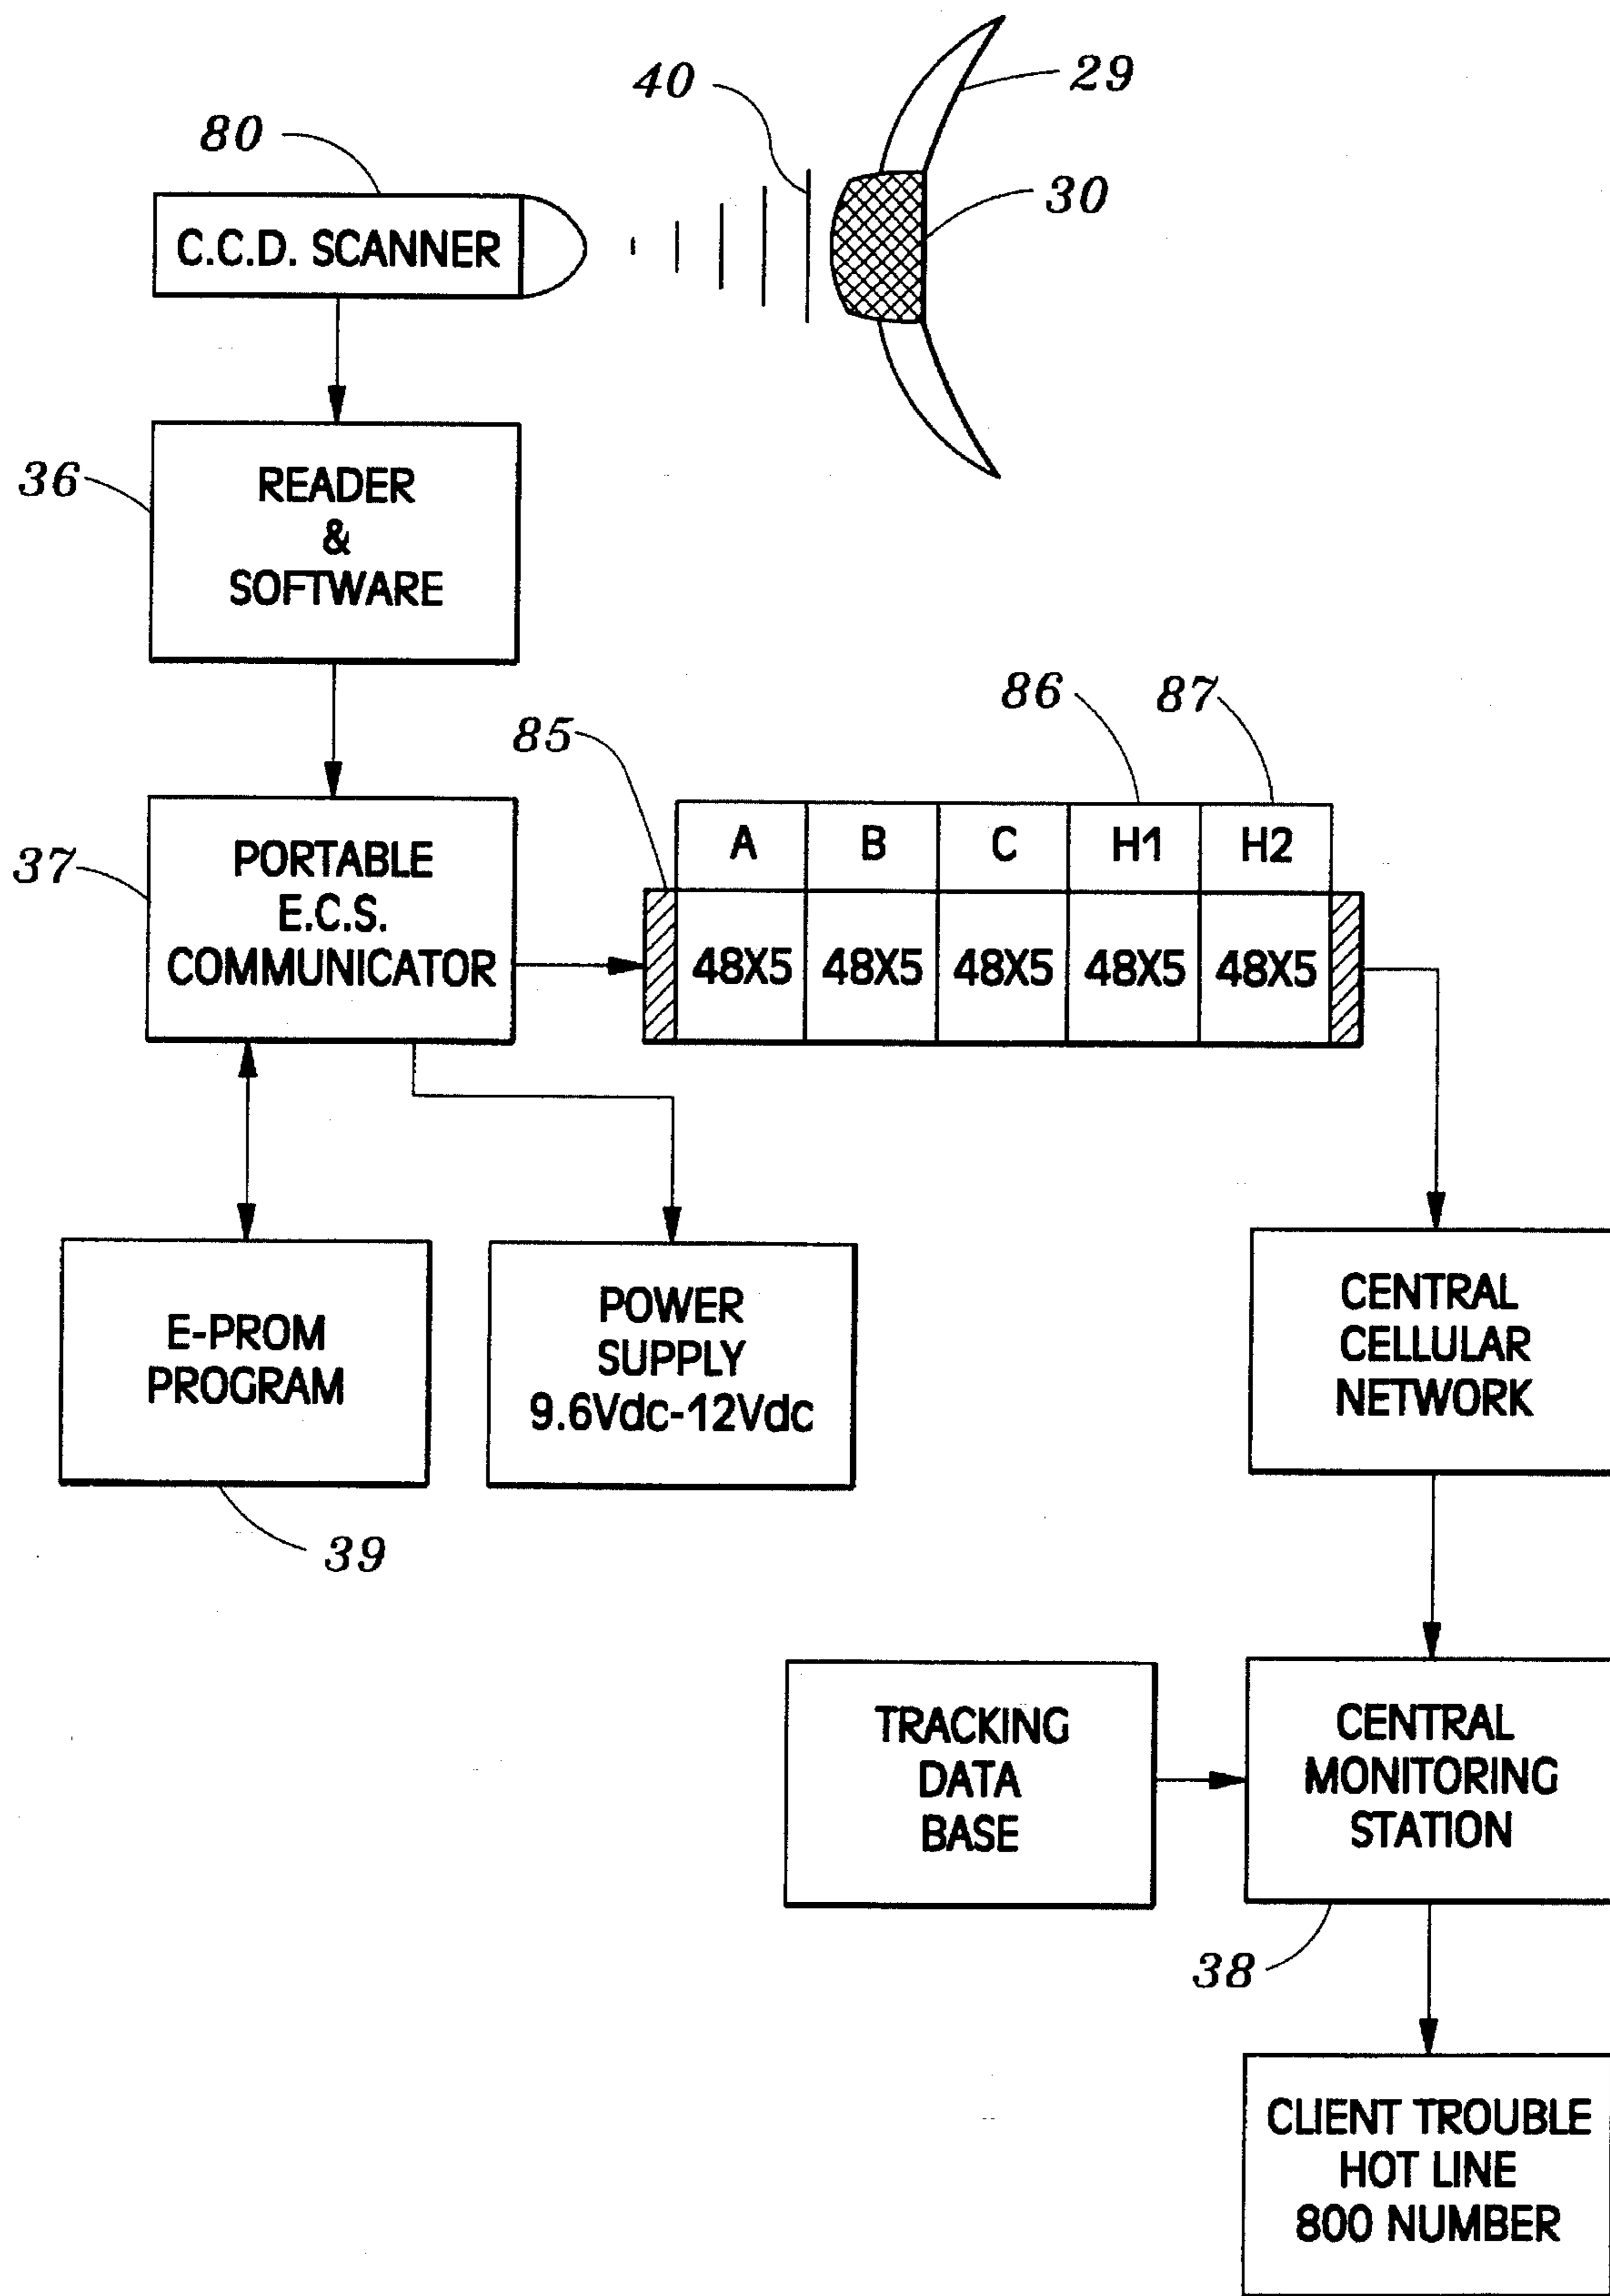 29
40
80
30
C.C.D. SCANNER
36
READER
&
SOFTWARE
86
87
85
A B C H1 H2
37
PORTABLE
E.C.S.
COMMUNICATOR
48X5 48X5 48X5 48X5 48X5
E-PROM
PROGRAM
POWER
SUPPLY
9.6Vdc-12Vdc
CENTRAL
CELLULAR
NETWORK
39
TRACKING
DATA
BASE
CENTRAL
MONITORING
STATION
38
CLIENT TROUBLE
HOT LINE
800 NUMBER